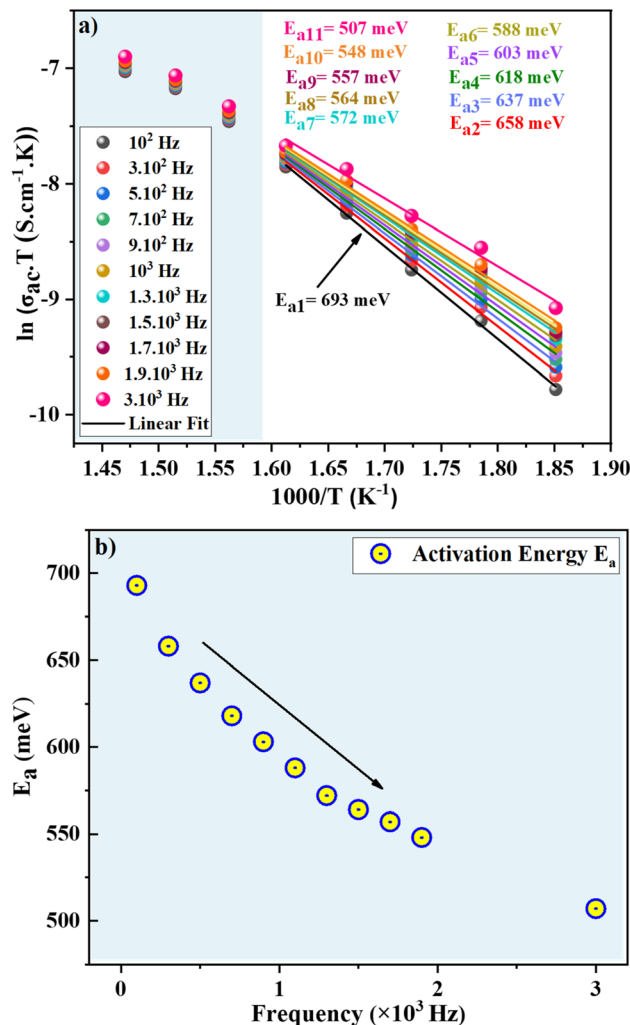 a)
Ea11= 507 meV
Ea10= 548 meV
Ea9= 557 meV
Ea8= 564 meV
Ea7= 572 meV
Ea6= 588 meV
Ea5= 603 meV
Ea4= 618 meV
Ea3= 637 meV
Ea2= 658 meV
Ea1= 693 meV
10² Hz
3.10² Hz
5.10² Hz
7.10² Hz
9.10² Hz
10³ Hz
1.3.10³ Hz
1.5.10³ Hz
1.7.10³ Hz
1.9.10³ Hz
3.10³ Hz
Linear Fit
ln (σac.T (S.cm⁻¹.K))
-7
-8
-9
-10
1.45 1.50 1.55 1.60 1.65 1.70 1.75 1.80 1.85 1.90
1000/T (K⁻¹)
b)
Activation Energy Ea
Ea (meV)
700
650
600
550
500
0 1 2 3
Frequency (×10³ Hz)